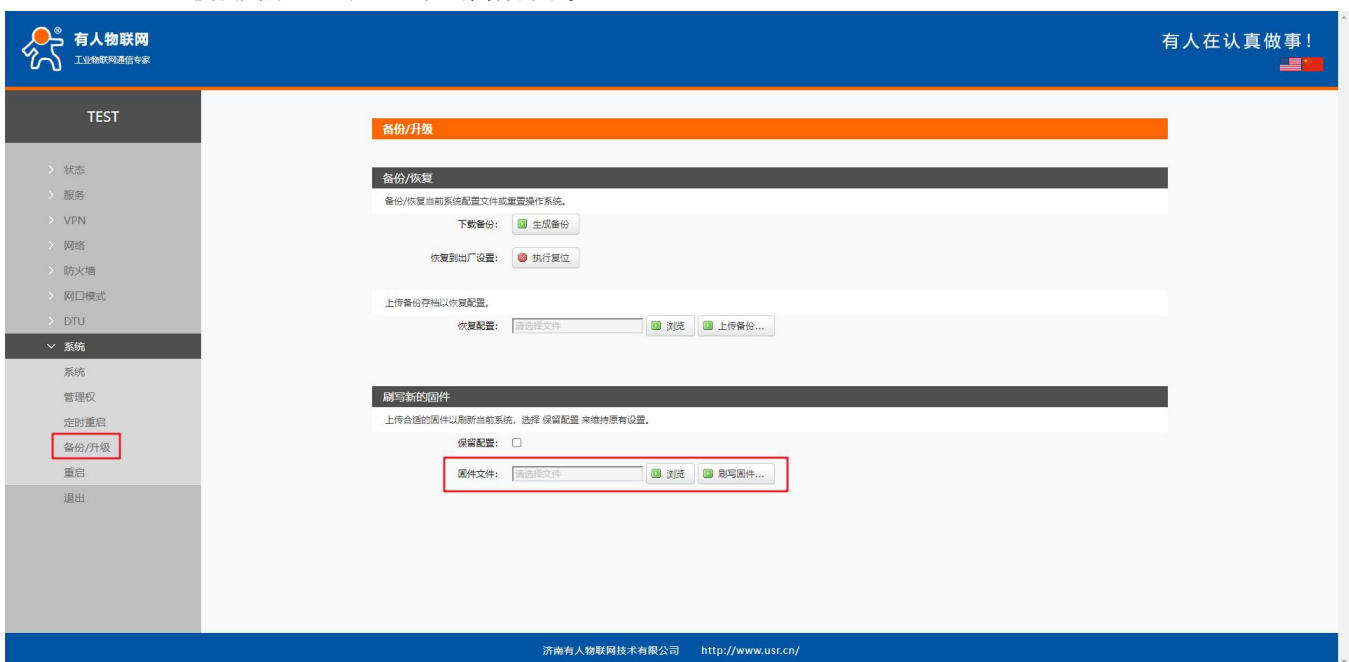 有人物联网
工业物联网通信专家
有人在认真做事！
TEST
状态
服务
VPN
网络
防火墙
网口模式
DTU
系统
系统
管理权
定时重启
备份/升级
重启
退出
备份/升级
备份/恢复
备份/恢复当前系统配置文件或重置操作系统。
下载备份： 生成备份
恢复到出厂设置： 执行复位
上传备份存档以恢复配置。
恢复配置： 请选择文件 浏览 上传备份...
刷写新的固件
上传合适的固件以刷新当前系统，选择 保留配置 来维持原有设置。
保留配置：
固件文件： 请选择文件 浏览 刷写固件...
济南有人物联网技术有限公司 http://www.usr.cn/